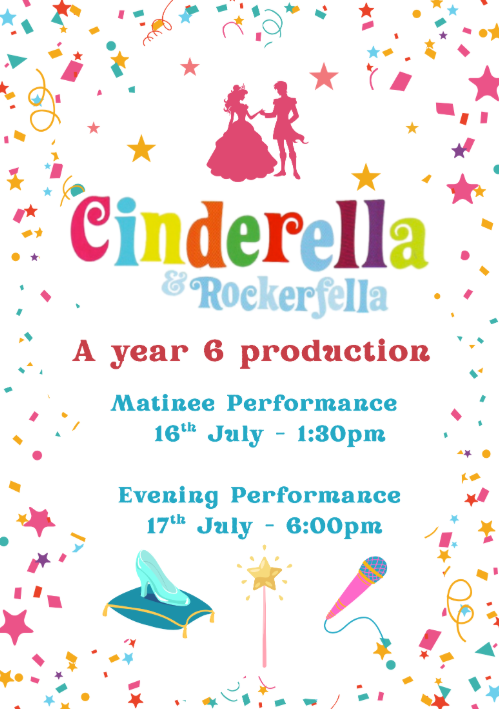 Cinderella
& Rockerfella
A year 6 production
Matinee Performance
16th July - 1:30pm
Evening Performance
17th July - 6:00pm